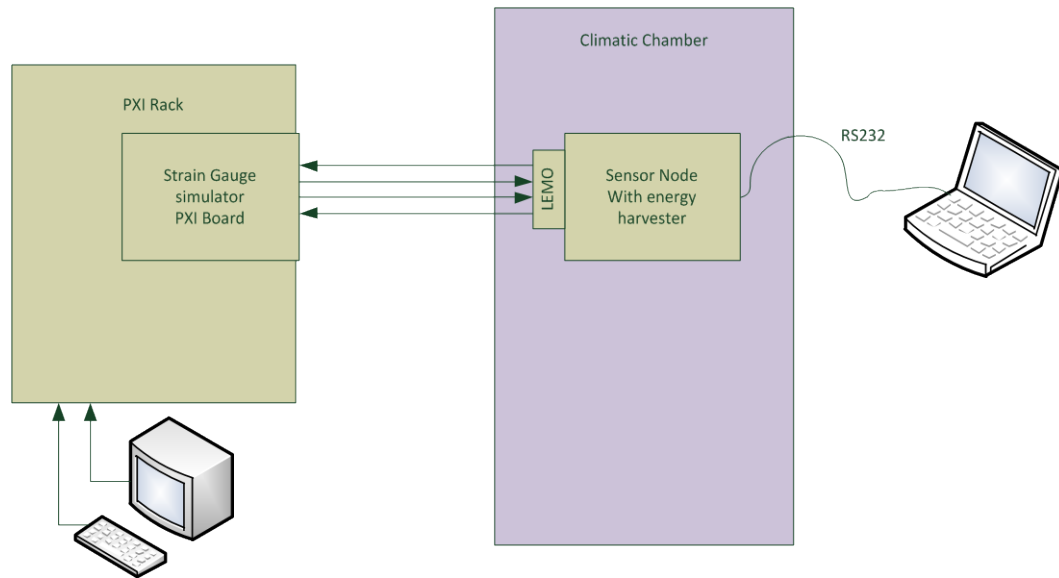 Climatic Chamber
PXI Rack
Strain Gauge
simulator
PXI Board
LEMO
Sensor Node
With energy
harvester
RS232